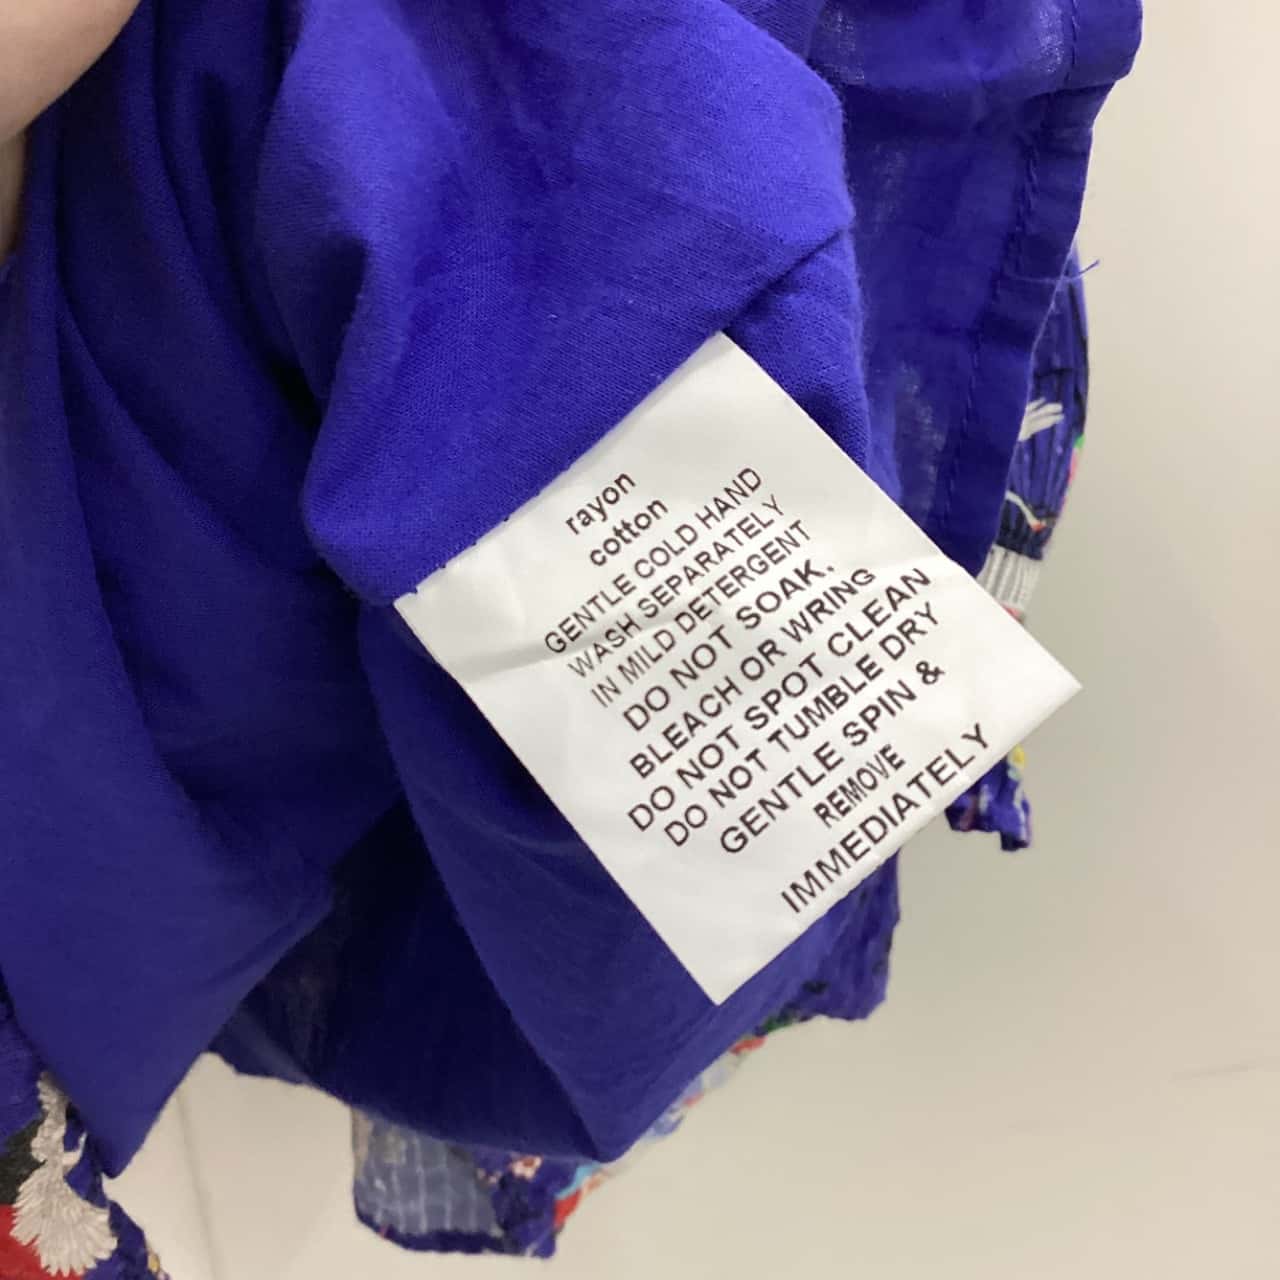 rayon
cotton
GENTLE COLD HAND
WASH SEPARATELY
IN MILD DETERGENT
DO NOT SOAK,
BLEACH OR WRING
DO NOT SPOT CLEAN
DO NOT TUMBLE DRY
GENTLE SPIN &
REMOVE
IMMEDIATELY